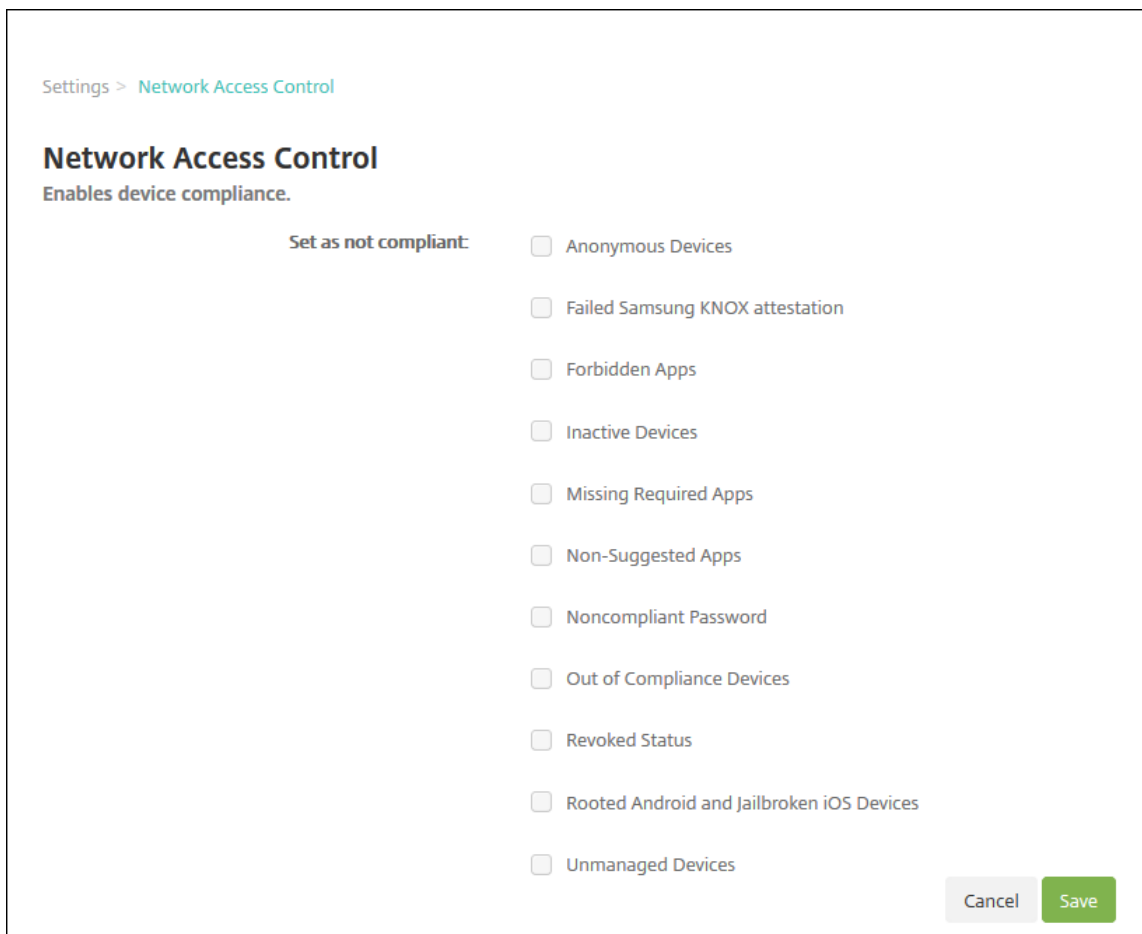 Settings > Network Access Control
Network Access Control
Enables device compliance.
Set as not compliant:
Anonymous Devices
Failed Samsung KNOX attestation
Forbidden Apps
Inactive Devices
Missing Required Apps
Non-Suggested Apps
Noncompliant Password
Out of Compliance Devices
Revoked Status
Rooted Android and Jailbroken iOS Devices
Unmanaged Devices
Cancel Save